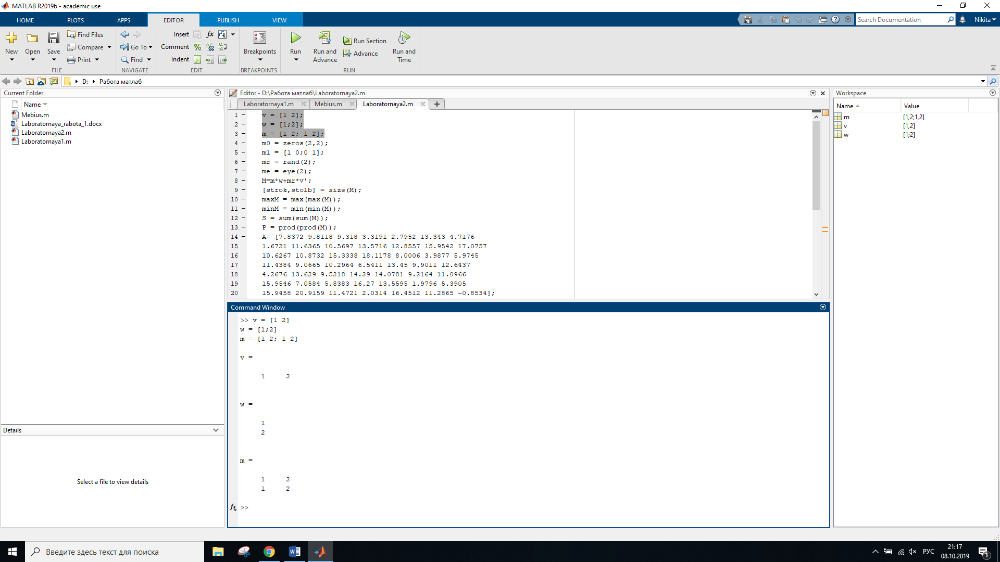 MATLAB R2019b - academic use
HOME PLOTS APPS EDITOR PUBLISH VIEW
Search Documentation
Nikita
New Open Save
Find Files
Compare
Print
FILE
Go To
Find
NAVIGATE
Insert fx
Comment
Indent
EDIT
Breakpoints
BREAKPOINTS
Run
Run and Advance
Run Section
Advance
Run and Time
RUN
D: Работа матлаб
Current Folder
Name
Mebius.m
Laboratornaya_rabota_1.docx
Laboratornaya2.m
Laboratornaya1.m
Details
Select a file to view details
Editor - D:\Работа матлаб\Laboratornaya2.m
Laboratornaya1.m Mebius.m Laboratornaya2.m
1 v = [1 2];
2 w = [1;2];
3 m = [1 2; 1 2];
4 m0 = zeros(2,2);
5 m1 = [1 0;0 1];
6 mr = rand(2);
7 me = eye(2);
8 M=m*w+mr*v';
9 [strok,stolb] = size(M);
10 maxM = max(max(M));
11 minM = min(min(M));
12 S = sum(sum(M));
13 P = prod(prod(M));
14 A= [7.8372 9.8118 9.318 3.3191 2.7952 13.343 4.7176
15 1.6721 11.6365 10.5697 13.5716 12.8557 15.9542 17.0757
16 10.6267 10.8732 15.3338 18.1178 8.0006 3.9877 5.9745
17 11.4384 9.0665 10.2964 6.5411 13.45 9.9011 12.6437
18 4.2676 13.629 9.5218 14.29 14.0781 9.2164 11.0966
19 15.9546 7.0584 5.8383 16.27 13.5595 1.9796 5.3905
20 15.9458 20.9159 11.4721 2.0314 16.4512 11.2865 -0.8534];
Command Window
>> v = [1 2]
w = [1;2]
m = [1 2; 1 2]
v =
1 2
w =
1
2
m =
1 2
1 2
fx >>
Workspace
Name Value
m [1,2;1,2]
v [1,2]
w [1;2]
Введите здесь текст для поиска
РУС
21:17
08.10.2019
1